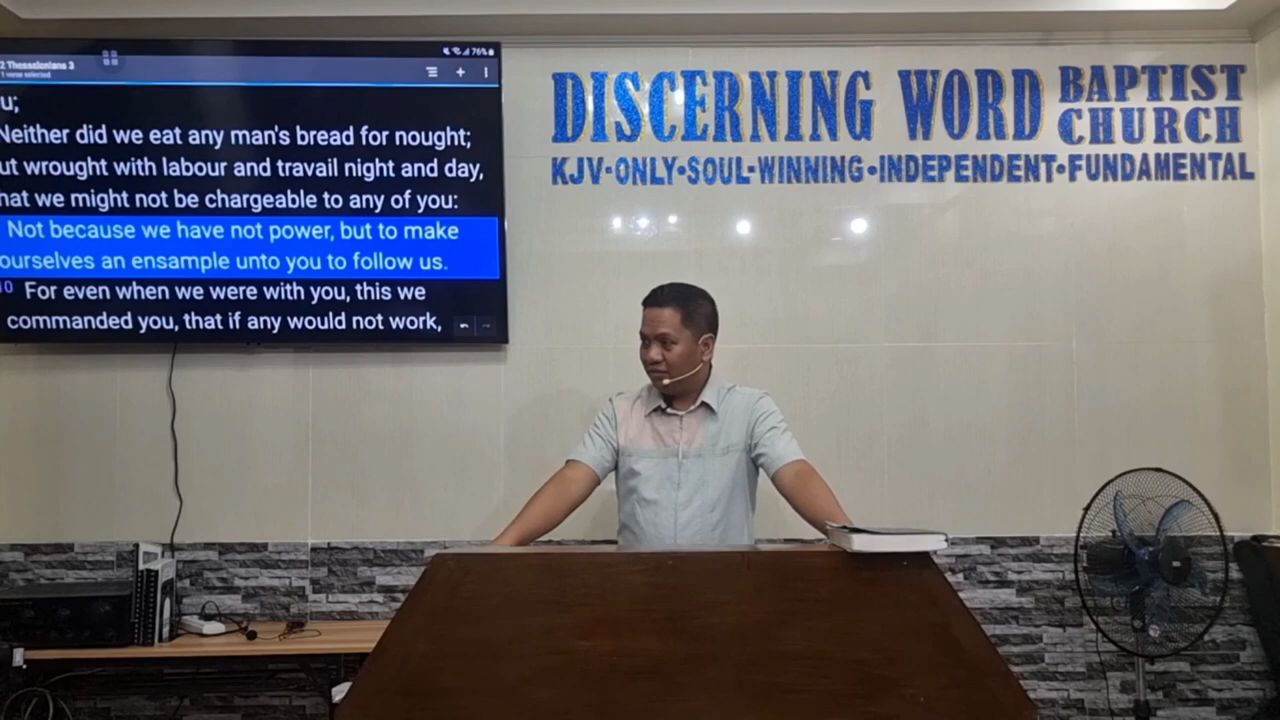 76%
2 Thessalonians 3
1 verse selected
u;
Neither did we eat any man's bread for nought;
ut wrought with labour and travail night and day,
hat we might not be chargeable to any of you:
Not because we have not power, but to make
ourselves an ensample unto you to follow us.
10 For even when we were with you, this we
commanded you, that if any would not work,
DISCERNING WORD BAPTIST CHURCH
KJV-ONLY•SOUL-WINNING•INDEPENDENT•FUNDAMENTAL